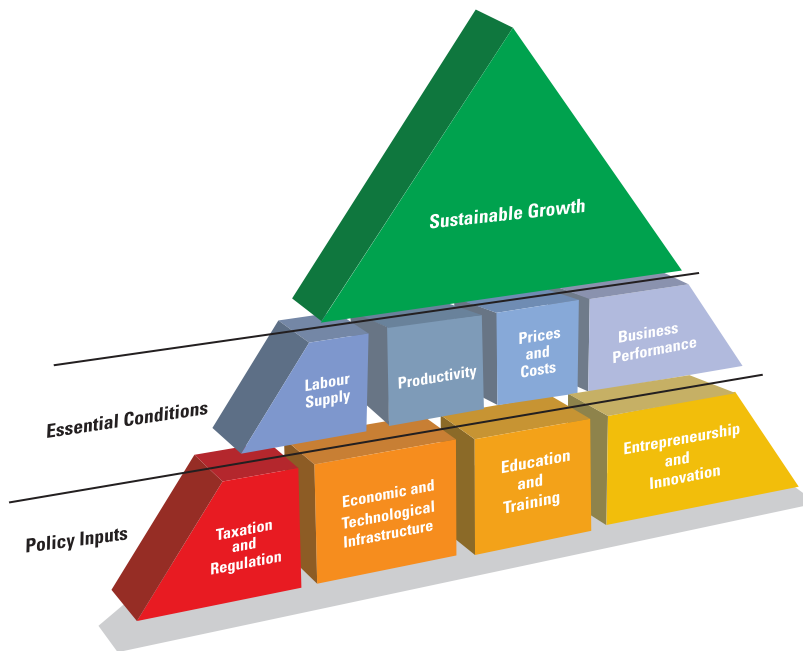 Sustainable Growth
Essential Conditions
Labour
Supply
Productivity
Prices
and
Costs
Business
Performance
Policy Inputs
Taxation
and
Regulation
Economic and
Technological
Infrastructure
Education
and
Training
Entrepreneurship
and
Innovation